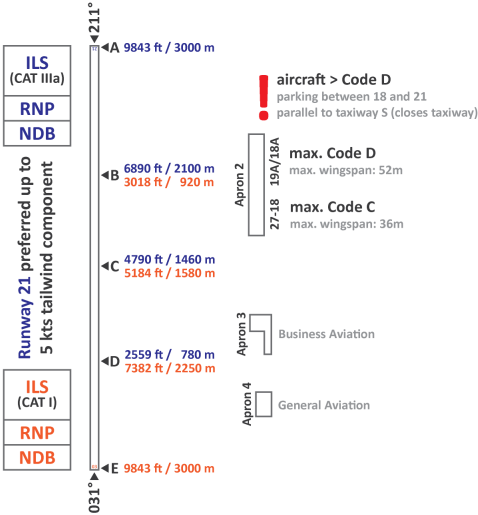 211°
ILS
(CAT IIIa)
RNP
NDB
Runway 21 preferred up to
5 kts tailwind component
ILS
(CAT I)
RNP
NDB
A 9843 ft / 3000 m
B
6890 ft / 2100 m
3018 ft / 920 m
C
4790 ft / 1460 m
5184 ft / 1580 m
D
2559 ft / 780 m
7382 ft / 2250 m
E 9843 ft / 3000 m
031°
!
aircraft > Code D
parking between 18 and 21
parallel to taxiway S (closes taxiway)
Apron 2
19A/18A
max. Code D
max. wingspan: 52m
27-18
max. Code C
max. wingspan: 36m
Apron 3
Business Aviation
Apron 4
General Aviation